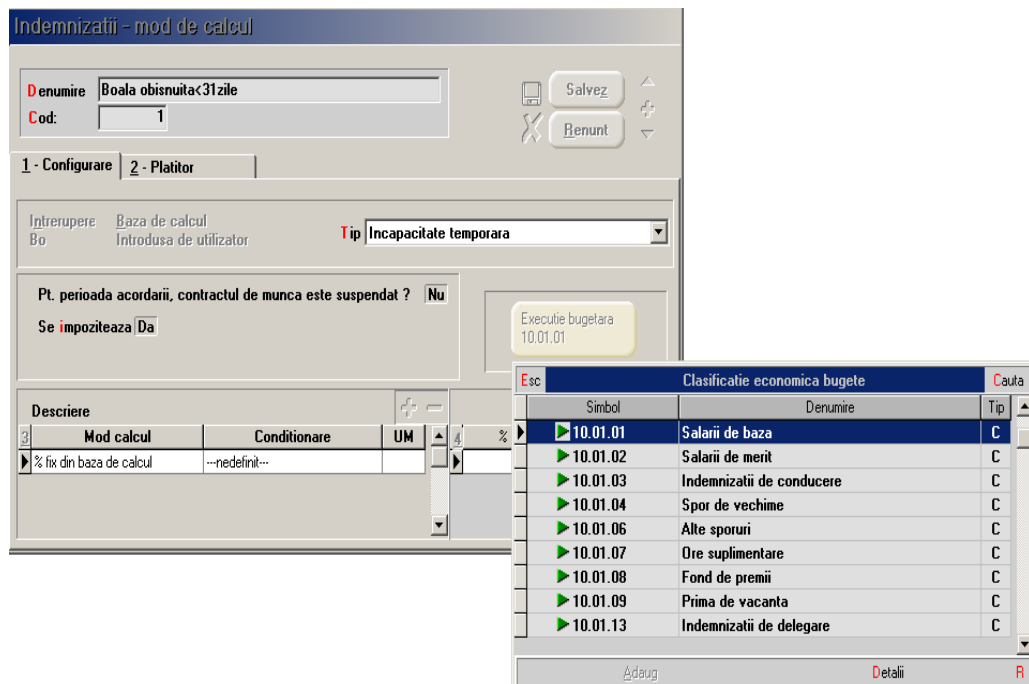 Indemnizatii - mod de calcul
Denumire Boala obisnuita<31zile
Cod: 1
Salvez
Renunt
1 - Configurare 2 - Platitor
Intrerupere Baza de calcul
Bo Introdusa de utilizator
Tip Incapacitate temporara
Pt. perioada acordarii, contractul de munca este suspendat ? Nu
Se impoziteaza Da
Executie bugetara
10.01.01
Descriere
3 Mod calcul Conditionare UM 4 %
% fix din baza de calcul ---nedefinit---
Esc Clasificatie economica bugete Cauta
Simbol Denumire Tip
10.01.01 Salarii de baza C
10.01.02 Salarii de merit C
10.01.03 Indemnizatii de conducere C
10.01.04 Spor de vechime C
10.01.06 Alte sporuri C
10.01.07 Ore suplimentare C
10.01.08 Fond de premii C
10.01.09 Prima de vacanta C
10.01.13 Indemnizatii de delegare C
Adaug Detalii R